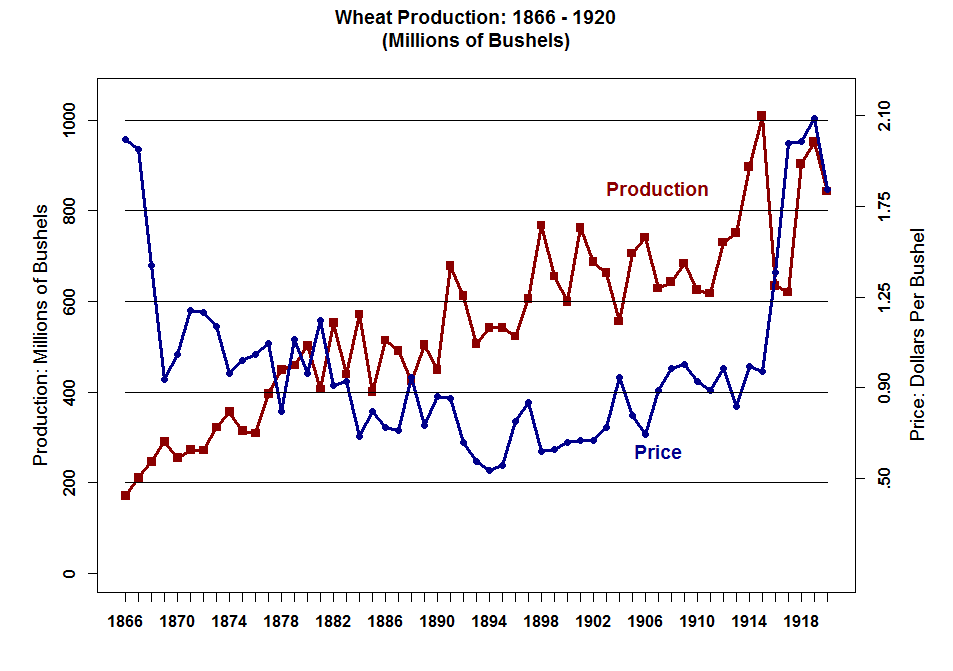 Wheat Production: 1866 - 1920
(Millions of Bushels)
Production: Millions of Bushels
1000
800
600
400
200
0
Production
Price
2.10
1.75
1.25
0.90
.50
Price: Dollars Per Bushel
1866 1870 1874 1878 1882 1886 1890 1894 1898 1902 1906 1910 1914 1918